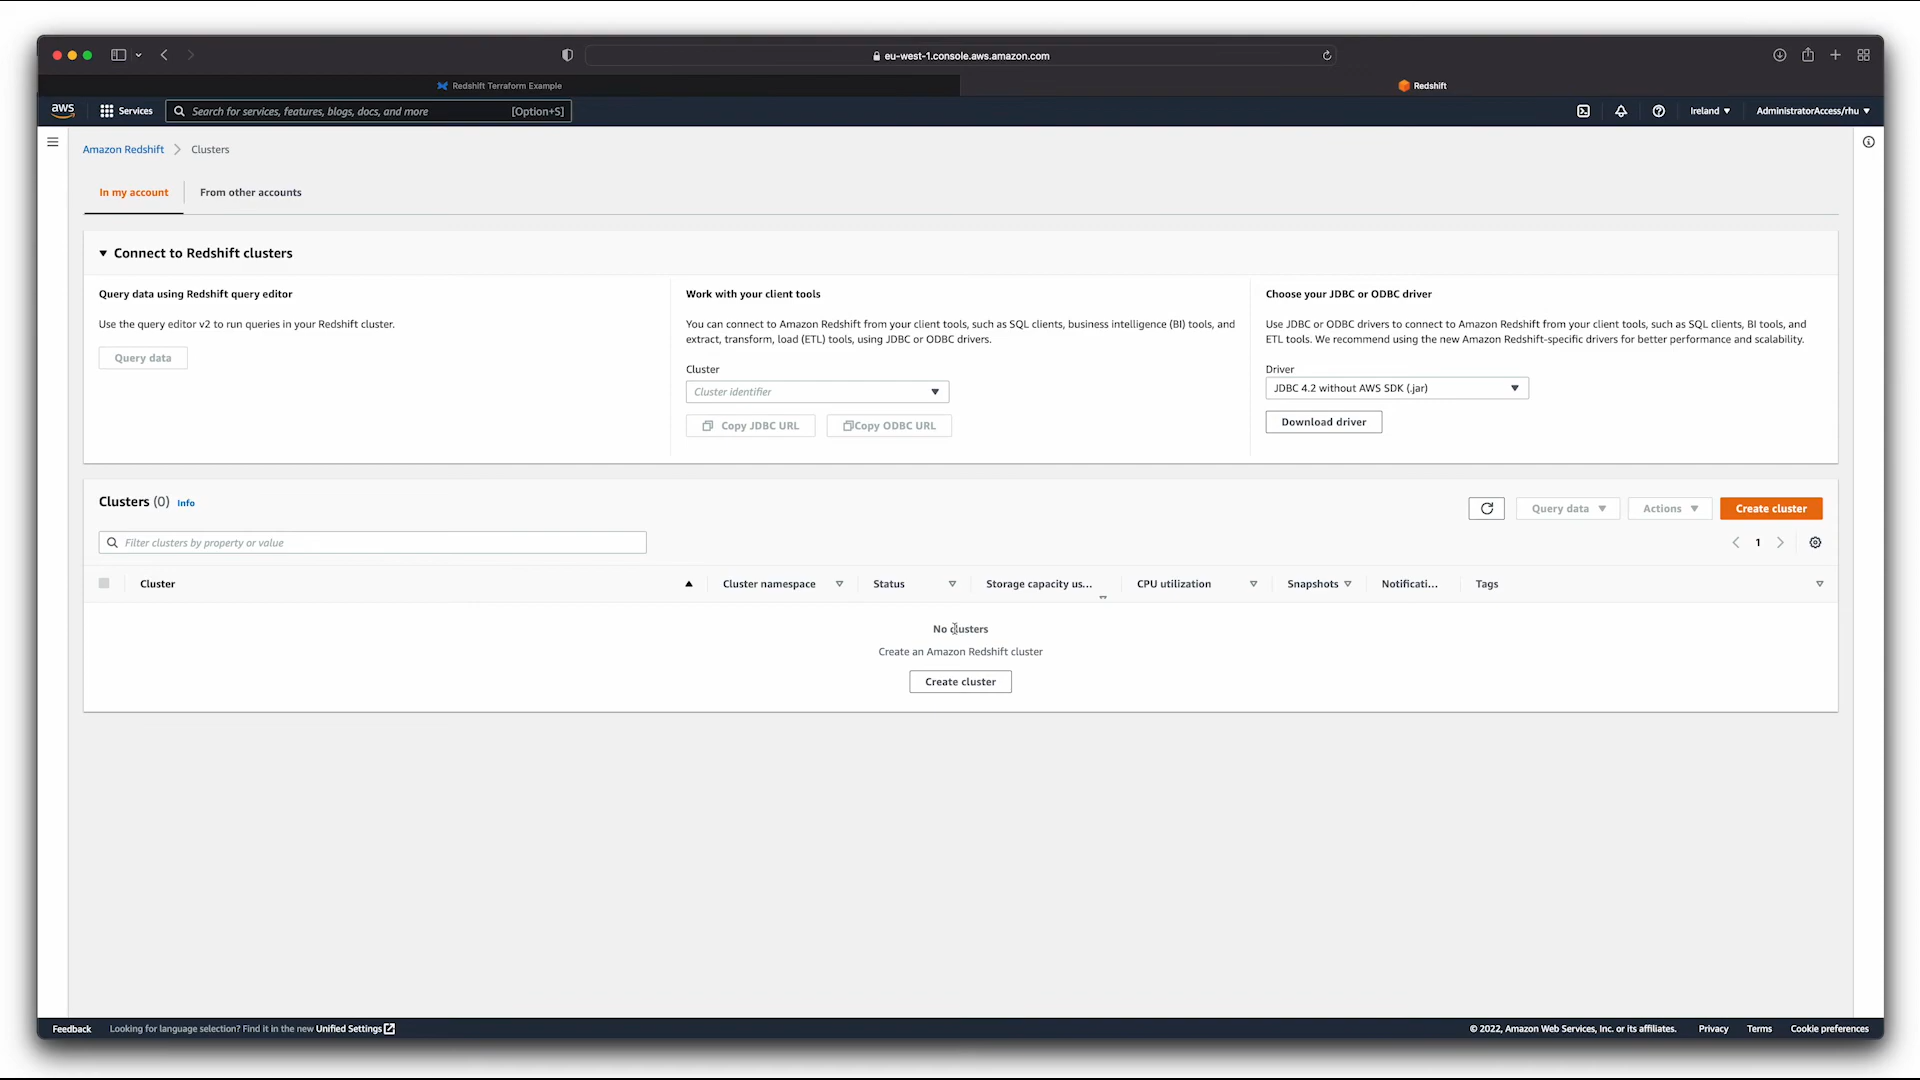 eu-west-1.console.aws.amazon.com
Redshift Terraform Example
Redshift
aws
Services
Search for services, features, blogs, docs, and more
[Option+S]
Ireland
AdministratorAccess/rhu
Amazon Redshift
Clusters
In my account
From other accounts
Connect to Redshift clusters
Query data using Redshift query editor
Use the query editor v2 to run queries in your Redshift cluster.
Query data
Work with your client tools
You can connect to Amazon Redshift from your client tools, such as SQL clients, business intelligence (BI) tools, and
extract, transform, load (ETL) tools, using JDBC or ODBC drivers.
Cluster
Cluster identifier
Copy JDBC URL
Copy ODBC URL
Choose your JDBC or ODBC driver
Use JDBC or ODBC drivers to connect to Amazon Redshift from your client tools, such as SQL clients, BI tools, and
ETL tools. We recommend using the new Amazon Redshift-specific drivers for better performance and scalability.
Driver
JDBC 4.2 without AWS SDK (.jar)
Download driver
Clusters (0) Info
Query data
Actions
Create cluster
Filter clusters by property or value
1
Cluster
Cluster namespace
Status
Storage capacity us...
CPU utilization
Snapshots
Notificati...
Tags
No clusters
Create an Amazon Redshift cluster
Create cluster
Feedback
Looking for language selection? Find it in the new Unified Settings
© 2022, Amazon Web Services, Inc. or its affiliates.
Privacy
Terms
Cookie preferences